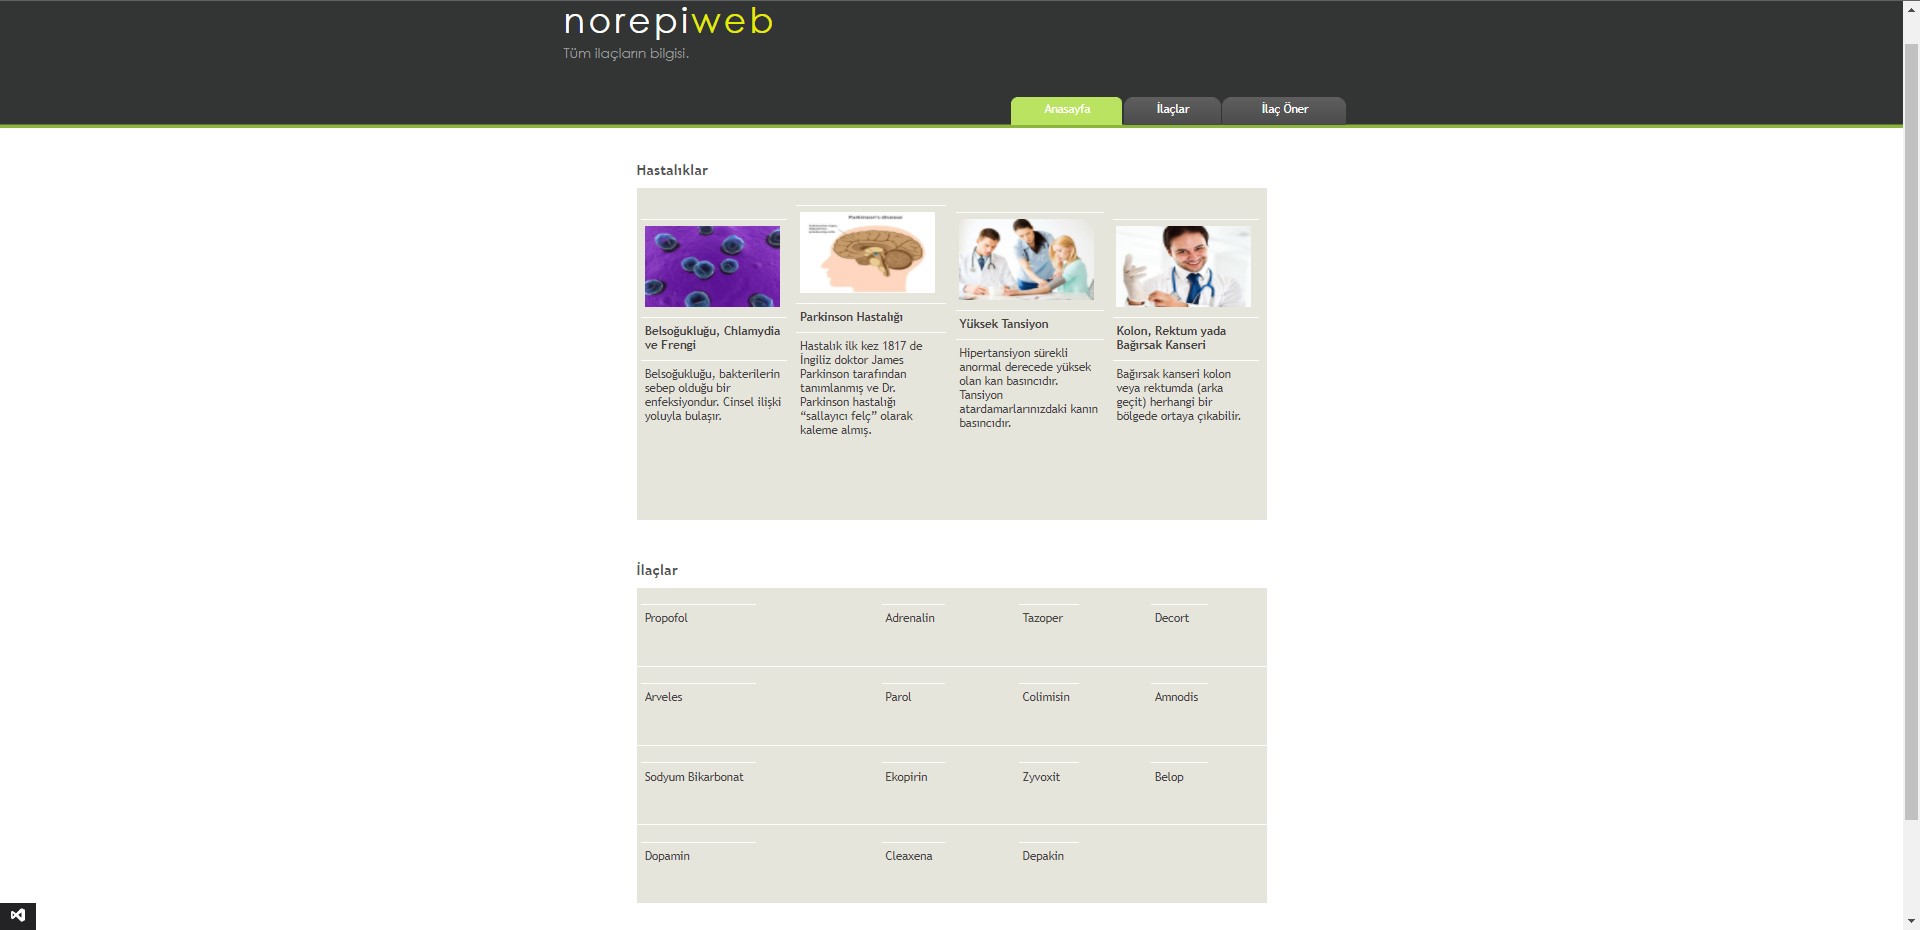 norepiweb
Tüm ilaçların bilgisi.
Anasayfa
İlaçlar
İlaç Öner
Hastalıklar
Belsoğukluğu, Chlamydia
ve Frengi
Belsoğukluğu, bakterilerin
sebep olduğu bir
enfeksiyondur. Cinsel ilişki
yoluyla bulaşır.
Parkinson's disease
Parkinson Hastalığı
Hastalık ilk kez 1817 de
İngiliz doktor James
Parkinson tarafından
tanımlanmış ve Dr.
Parkinson hastalığı
“sallayıcı felç” olarak
kaleme almış.
Yüksek Tansiyon
Hipertansiyon sürekli
anormal derecede yüksek
olan kan basıncıdır.
Tansiyon
atardamarlarınızdaki kanın
basıncıdır.
Kolon, Rektum yada
Bağırsak Kanseri
Bağırsak kanseri kolon
veya rektumda (arka
geçit) herhangi bir
bölgede ortaya çıkabilir.
İlaçlar
Propofol
Adrenalin
Tazoper
Decort
Arveles
Parol
Colimisin
Amnodis
Sodyum Bikarbonat
Ekopirin
Zyvoxit
Belop
Dopamin
Cleaxena
Depakin